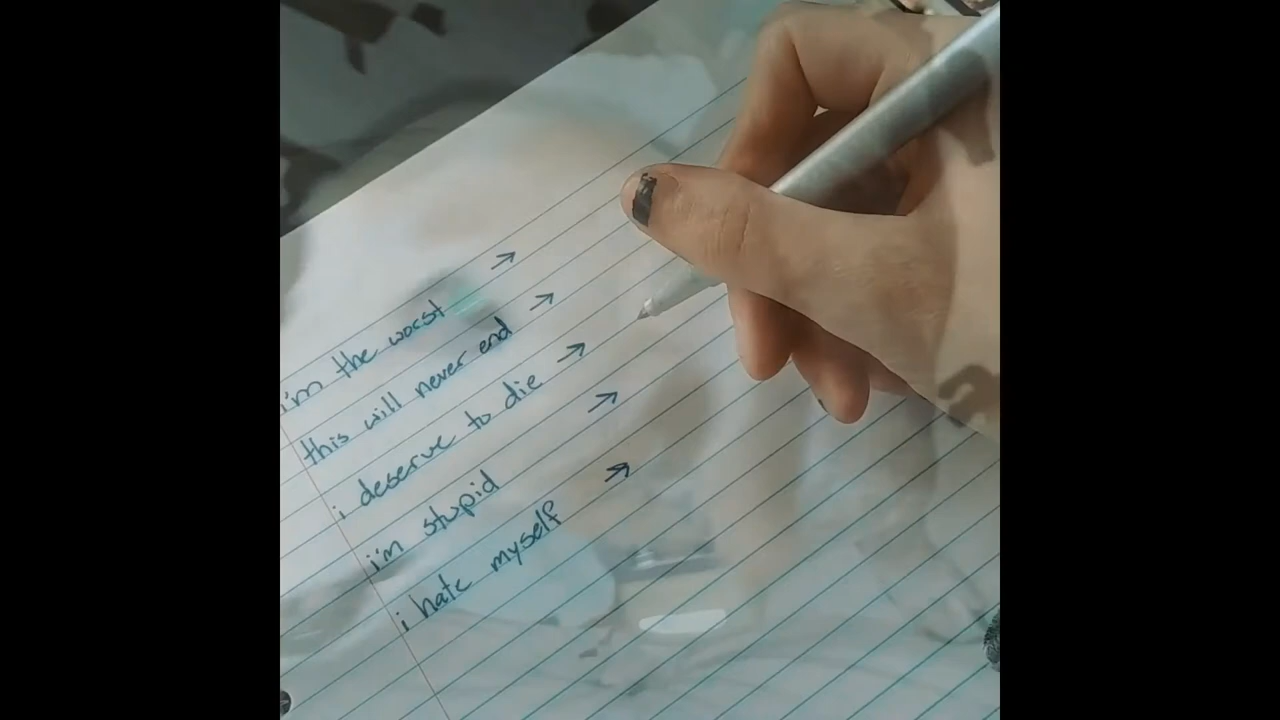 i'm the worst →
this will never end →
i deserve to die →
i'm stupid →
i hate myself →